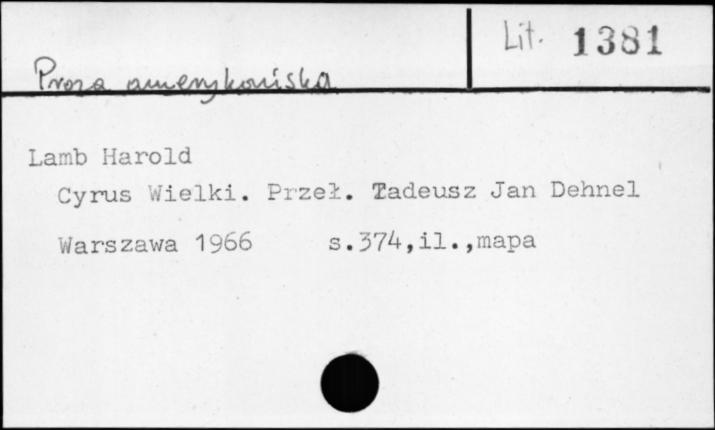 Lit. 1381
Proza amerykańska
Lamb Harold
Cyrus Wielki. Przeł. Tadeusz Jan Dehnel
Warszawa 1966 s.374,il.,mapa